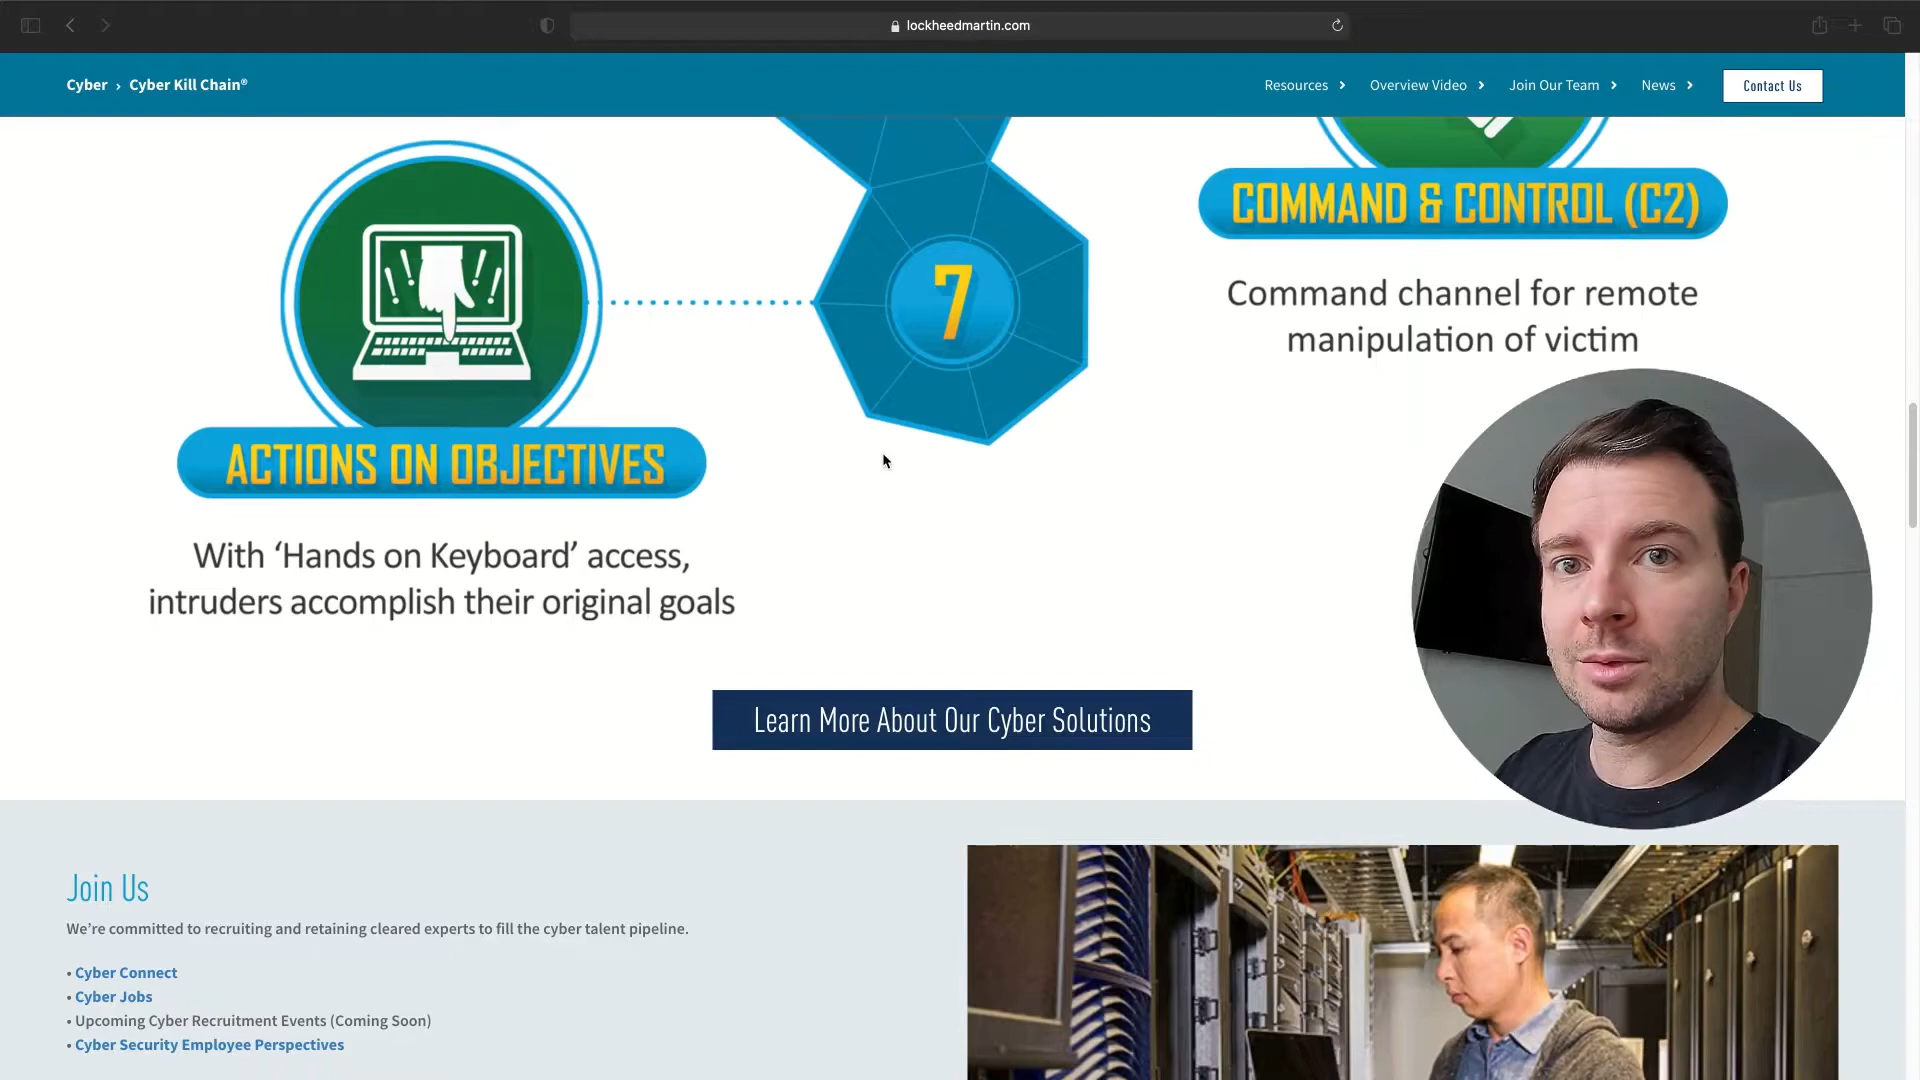 lockheedmartin.com
Cyber › Cyber Kill Chain®
Resources
Overview Video
Join Our Team
News
Contact Us
7
COMMAND & CONTROL (C2)
Command channel for remote
manipulation of victim
ACTIONS ON OBJECTIVES
With ‘Hands on Keyboard’ access,
intruders accomplish their original goals
Learn More About Our Cyber Solutions
Join Us
We’re committed to recruiting and retaining cleared experts to fill the cyber talent pipeline.
• Cyber Connect
• Cyber Jobs
• Upcoming Cyber Recruitment Events (Coming Soon)
• Cyber Security Employee Perspectives